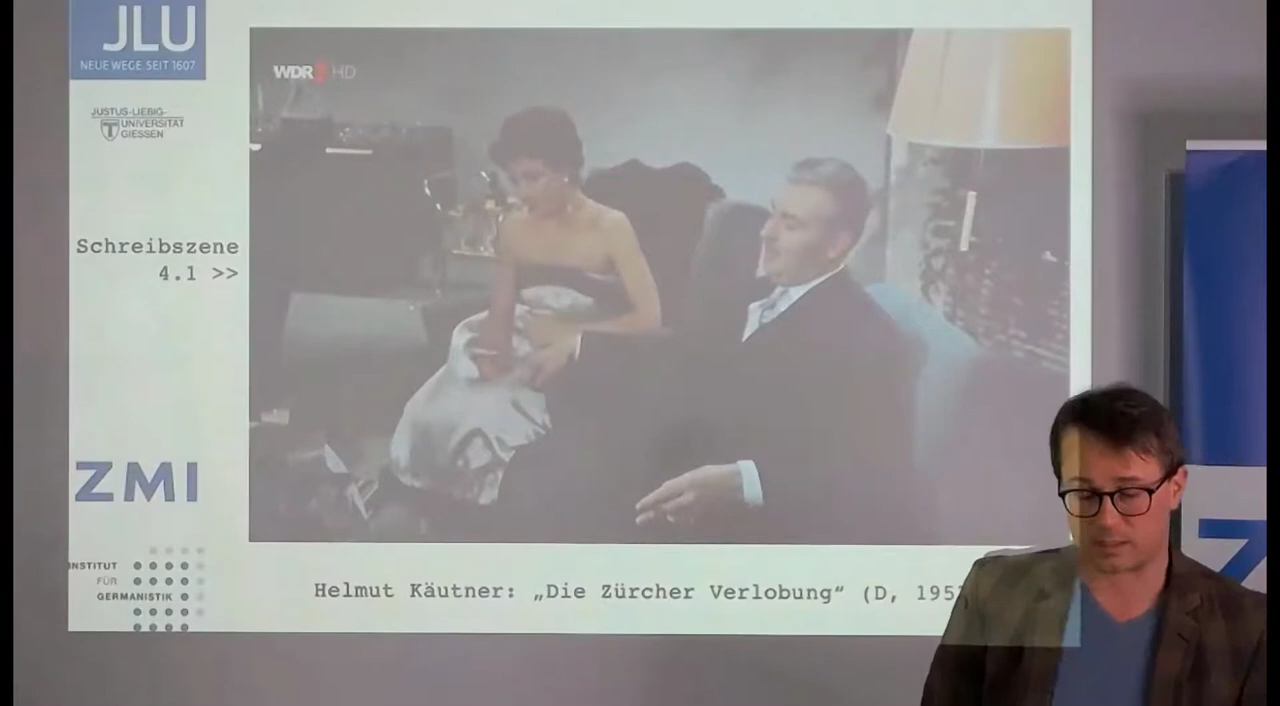 JLU
NEUE WEGE. SEIT 1607
JUSTUS-LIEBIG-
UNIVERSITÄT
GIESSEN
WDR HD
Schreibszene
4.1 >>
ZMI
INSTITUT
FÜR
GERMANISTIK
Helmut Käutner: „Die Zürcher Verlobung“ (D, 195
Z